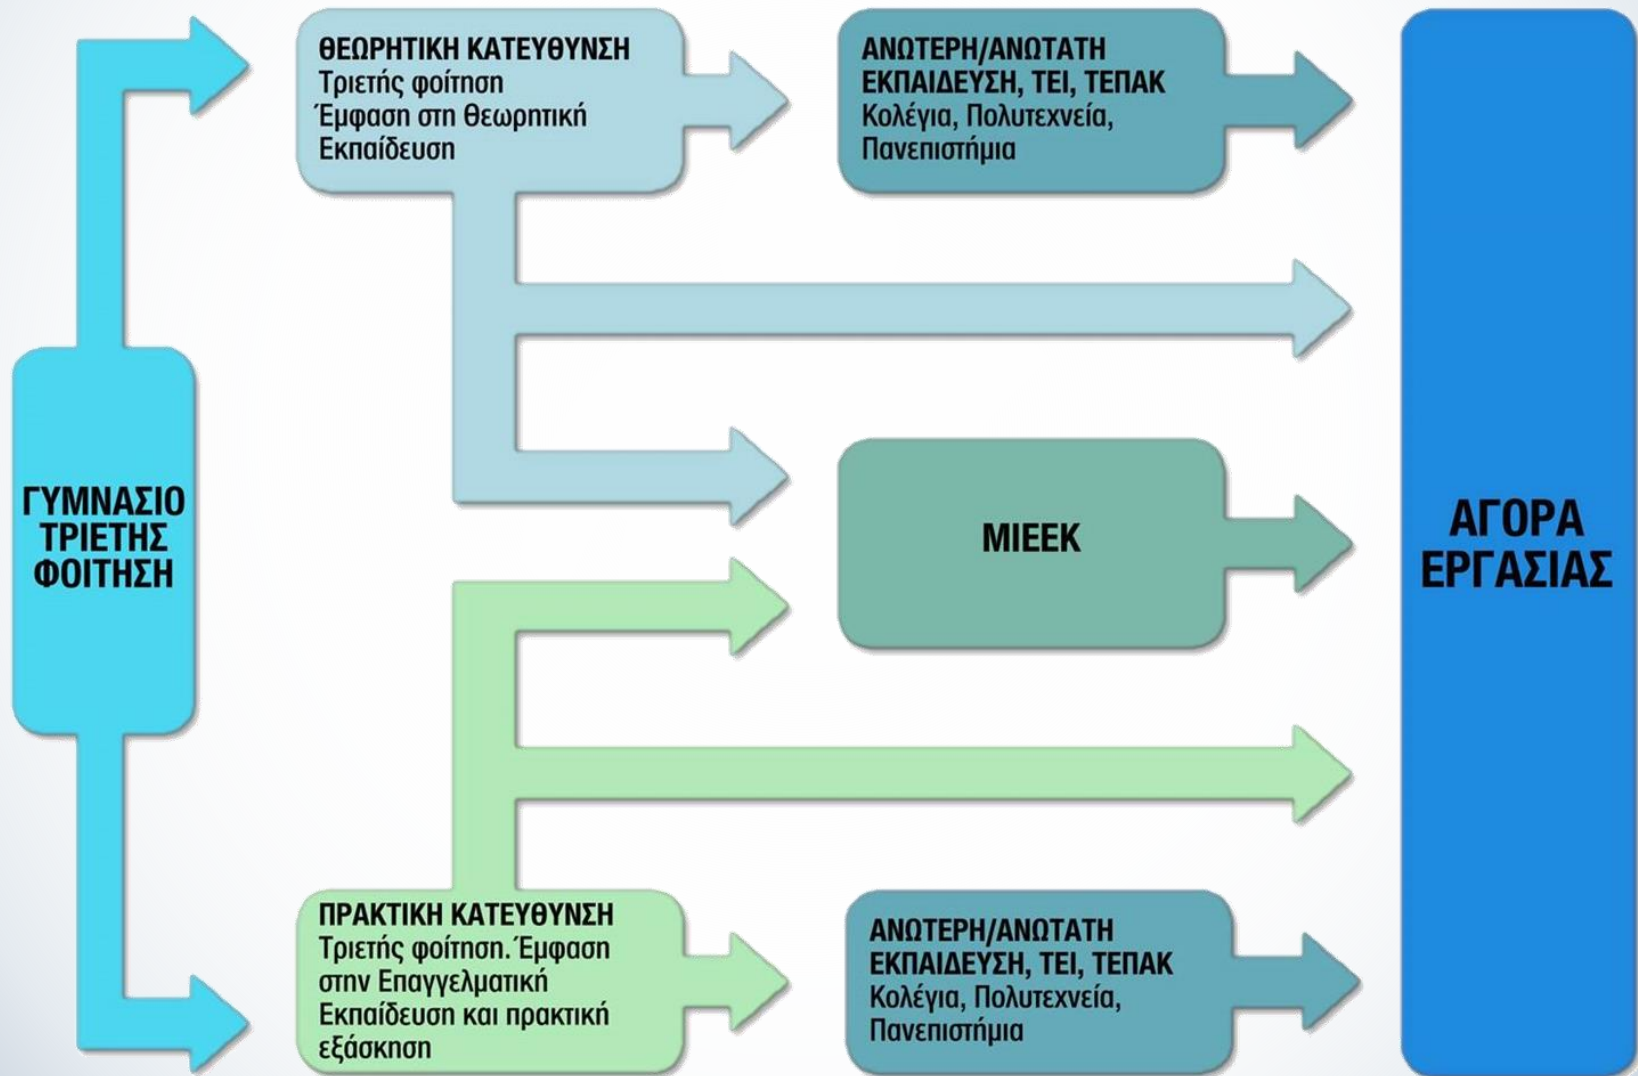 ΓΥΜΝΑΣΙΟ
ΤΡΙΕΤΗΣ
ΦΟΙΤΗΣΗ
ΘΕΩΡΗΤΙΚΗ ΚΑΤΕΥΘΥΝΣΗ
Τριετής φοίτηση
Έμφαση στη Θεωρητική
Εκπαίδευση
ΑΝΩΤΕΡΗ/ΑΝΩΤΑΤΗ
ΕΚΠΑΙΔΕΥΣΗ, ΤΕΙ, ΤΕΠΑΚ
Κολέγια, Πολυτεχνεία,
Πανεπιστήμια
ΜΙΕΕΚ
ΠΡΑΚΤΙΚΗ ΚΑΤΕΥΘΥΝΣΗ
Τριετής φοίτηση. Έμφαση
στην Επαγγελματική
Εκπαίδευση και πρακτική
εξάσκηση
ΑΝΩΤΕΡΗ/ΑΝΩΤΑΤΗ
ΕΚΠΑΙΔΕΥΣΗ, ΤΕΙ, ΤΕΠΑΚ
Κολέγια, Πολυτεχνεία,
Πανεπιστήμια
ΑΓΟΡΑ
ΕΡΓΑΣΙΑΣ